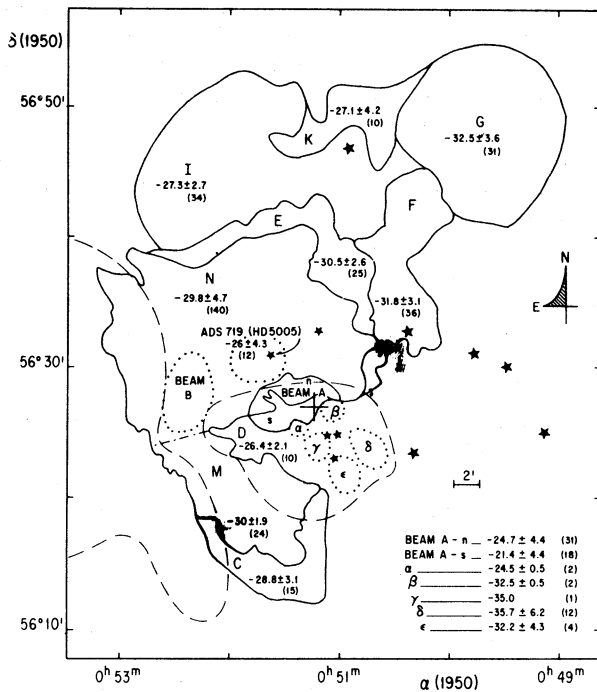 δ (1950)
56°50'
-27.1 ± 4.2
(10)
K
G
-32.5 ± 3.6
(31)
I
-27.3 ± 2.7
(34)
E
F
N
-30.5 ± 2.6
(25)
N
E
-29.8 ± 4.7
(140)
-31.8 ± 3.1
(36)
ADS 719, (HD5005)
-26 ± 4.3
(12)
56°30'
BEAM
B
n
BEAM A
s
β
α
D
γ
δ
-26.4 ± 2.1
(10)
ε
M
2'
-30 ± 1.9
(24)
C
-28.8 ± 3.1
(15)
BEAM A - n -24.7 ± 4.4 (31)
BEAM A - s -21.4 ± 4.4 (18)
α -24.5 ± 0.5 (2)
β -32.5 ± 0.5 (2)
γ -35.0 (1)
δ -35.7 ± 6.2 (12)
ε -32.2 ± 4.3 (4)
56°10'
0h 53m 0h 51m 0h 49m
α (1950)